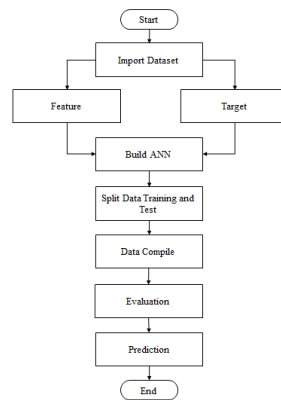 Start
Import Dataset
Feature
Target
Build ANN
Split Data Training and
Test
Data Compile
Evaluation
Prediction
End